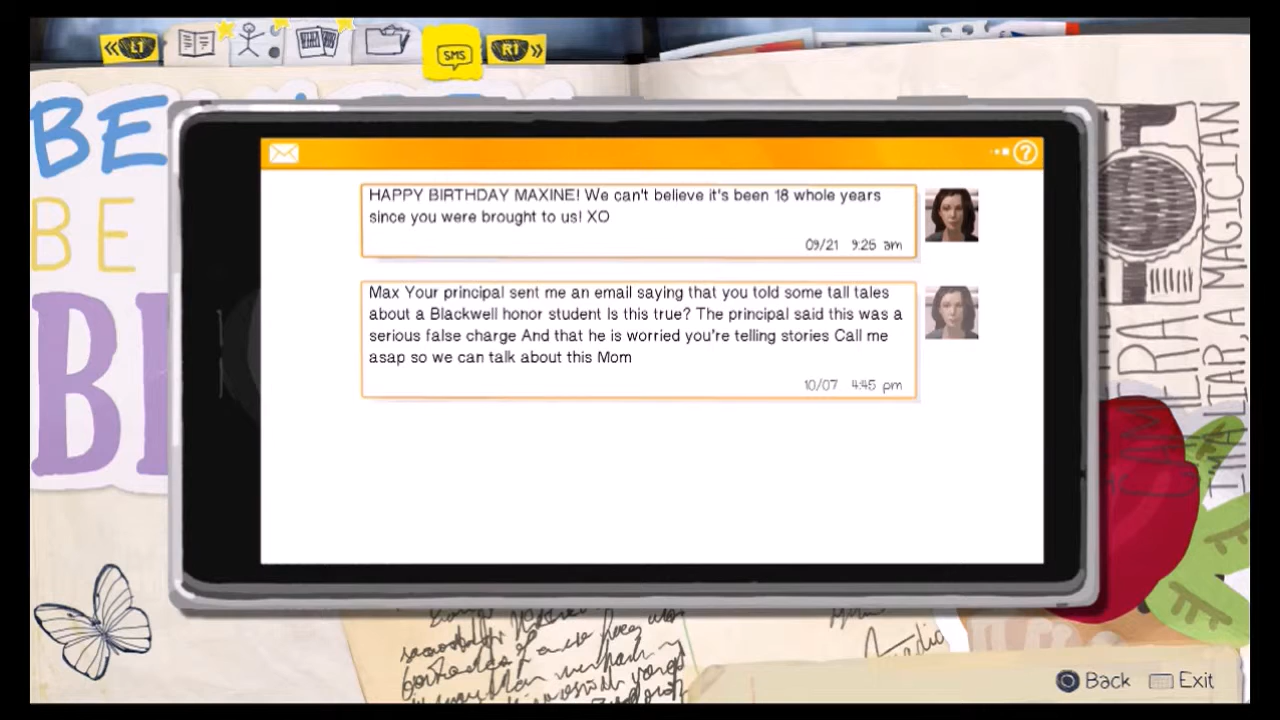 L1
SMS
R1
BE
BE
HAPPY BIRTHDAY MAXINE! We can't believe it's been 18 whole years
since you were brought to us! XO
09/21 9:25 am
Max Your principal sent me an email saying that you told some tall tales
about a Blackwell honor student Is this true? The principal said this was a
serious false charge And that he is worried you're telling stories Call me
asap so we can talk about this Mom
10/07 4:45 pm
?
MAGICIAN
Back
Exit